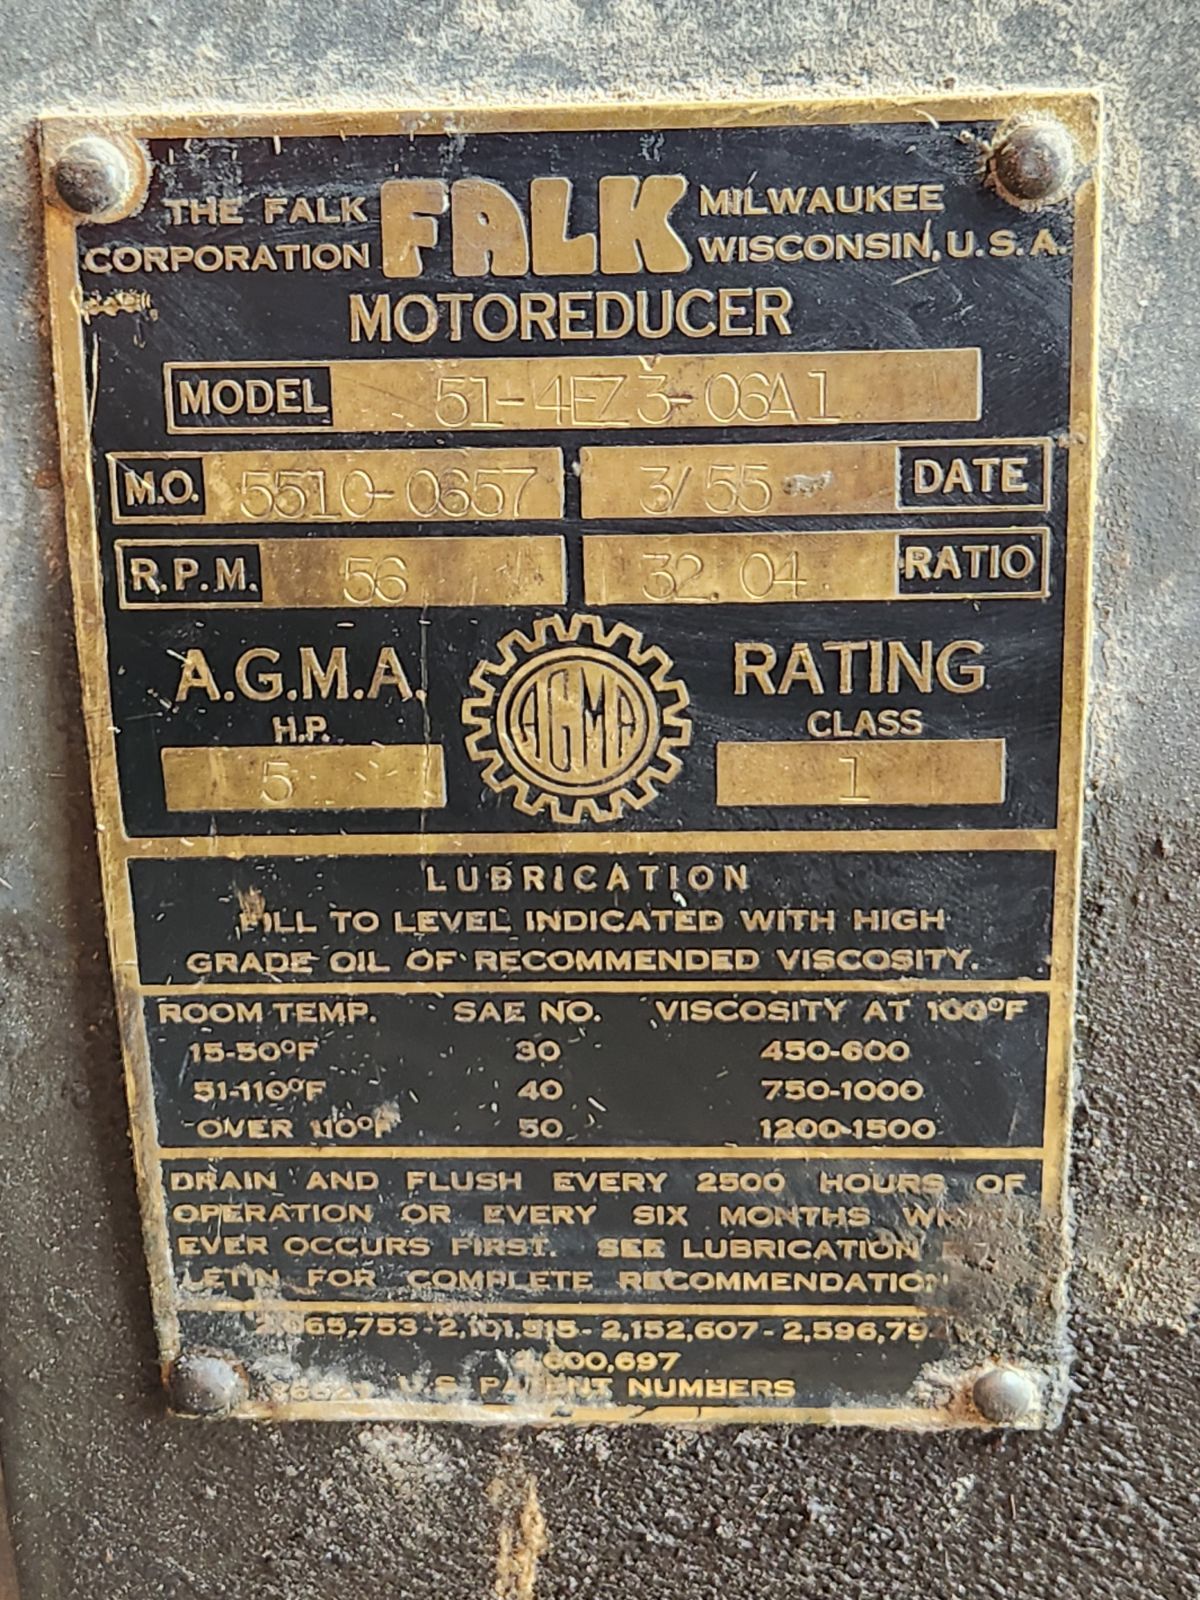 THE FALK CORPORATION FALK MILWAUKEE WISCONSIN, U.S.A.
MOTOREDUCER
MODEL 51-4EZ3-06A1
M.O. 5510-0657 3/55 DATE
R.P.M. 56 32.04 RATIO
A.G.M.A. AGMA RATING
H.P. CLASS
5 1
LUBRICATION
FILL TO LEVEL INDICATED WITH HIGH
GRADE OIL OF RECOMMENDED VISCOSITY.
ROOM TEMP. SAE NO. VISCOSITY AT 100°F
15-50°F 30 450-600
51-110°F 40 750-1000
OVER 110°F 50 1200-1500
DRAIN AND FLUSH EVERY 2500 HOURS OF
OPERATION OR EVERY SIX MONTHS
EVER OCCURS FIRST. SEE LUBRICATION
LETIN FOR COMPLETE RECOMMENDATION
2,101,515- 2,152,607-
U.S. PATENT NUMBERS